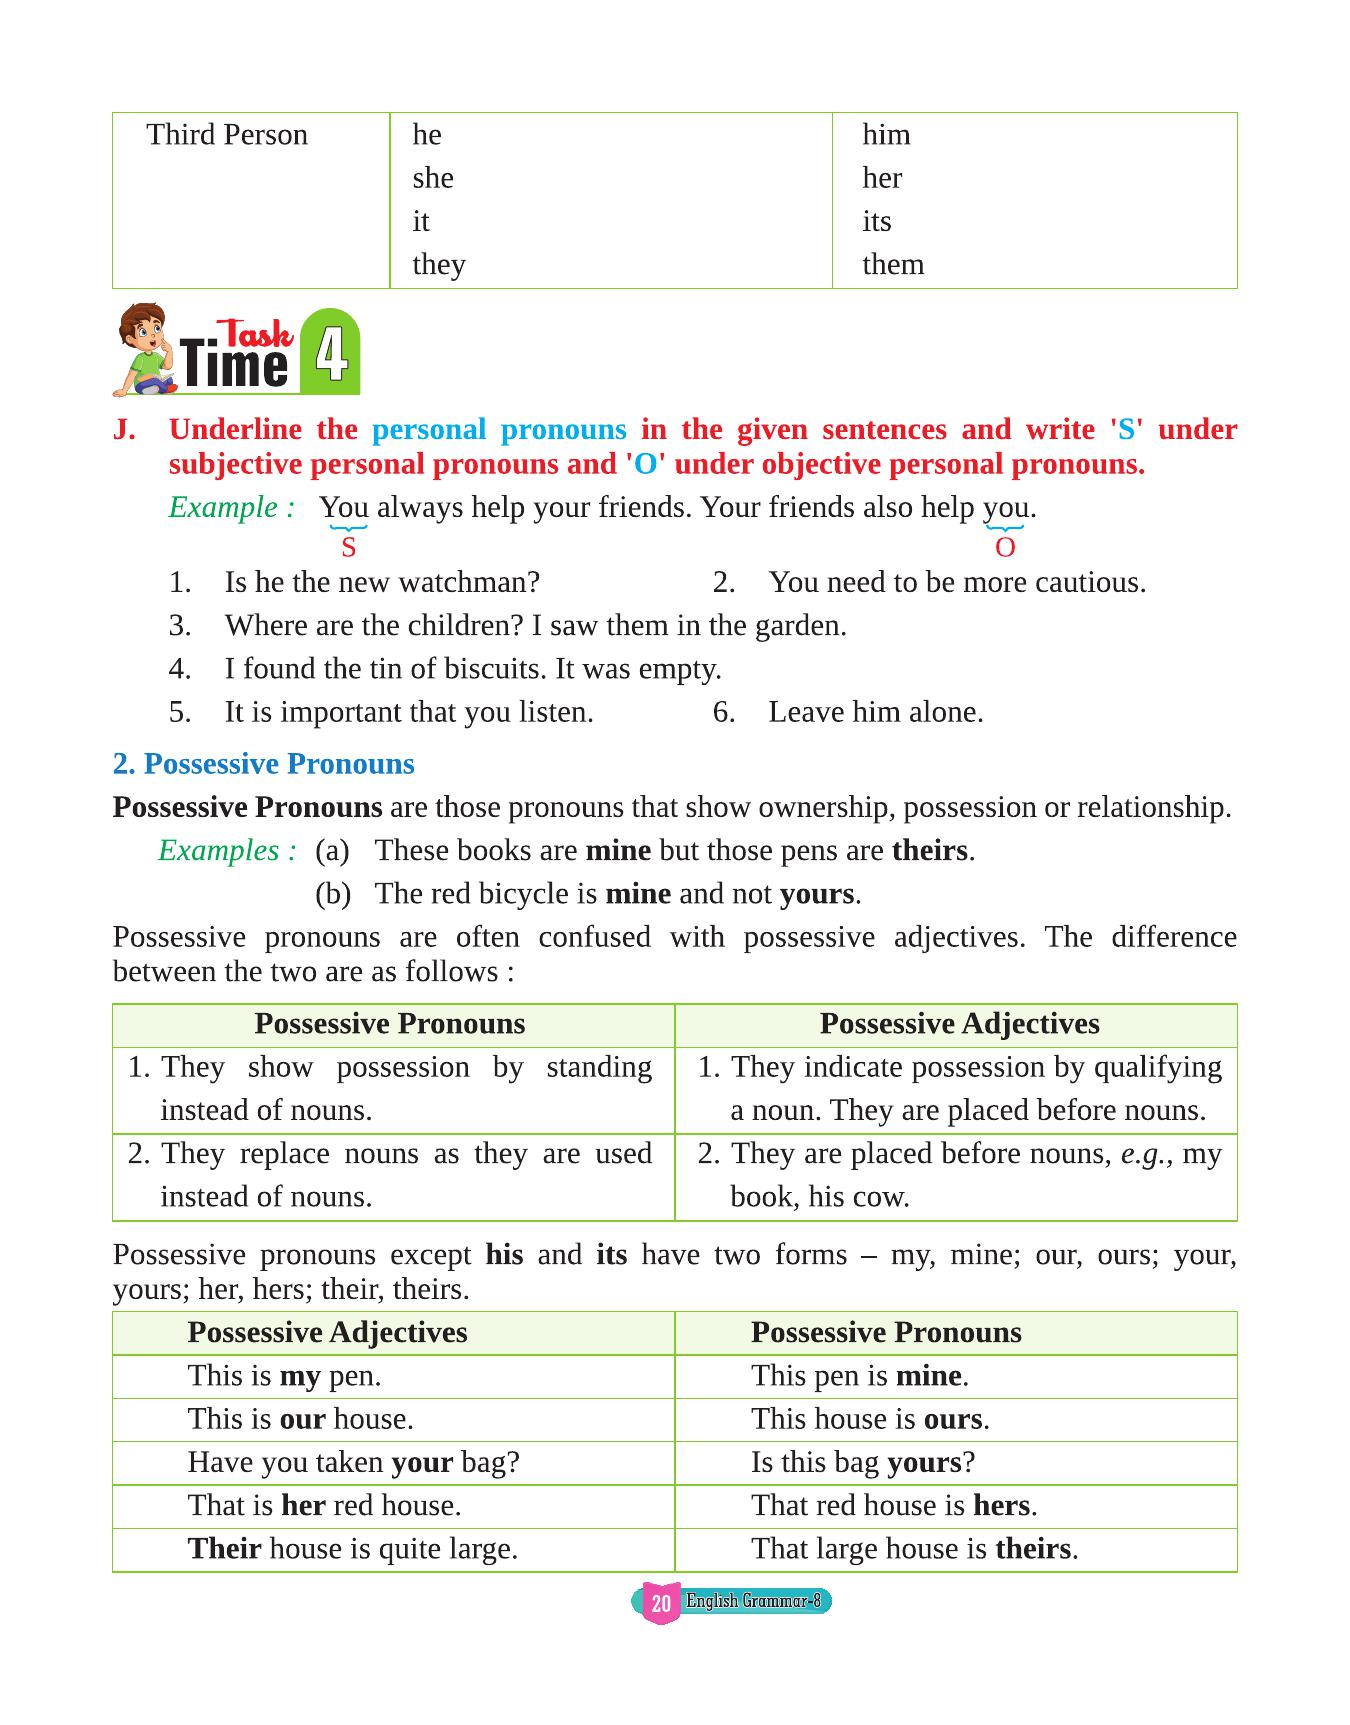 Third Person he him
she her
it its
they them
Task
Time 4
J. Underline the personal pronouns in the given sentences and write 'S' under
subjective personal pronouns and 'O' under objective personal pronouns.
Example : You always help your friends. Your friends also help you.
S O
1. Is he the new watchman? 2. You need to be more cautious.
3. Where are the children? I saw them in the garden.
4. I found the tin of biscuits. It was empty.
5. It is important that you listen. 6. Leave him alone.
2. Possessive Pronouns
Possessive Pronouns are those pronouns that show ownership, possession or relationship.
Examples : (a) These books are mine but those pens are theirs.
(b) The red bicycle is mine and not yours.
Possessive pronouns are often confused with possessive adjectives. The difference
between the two are as follows :
Possessive Pronouns Possessive Adjectives
1. They show possession by standing 1. They indicate possession by qualifying
instead of nouns. a noun. They are placed before nouns.
2. They replace nouns as they are used 2. They are placed before nouns, e.g., my
instead of nouns. book, his cow.
Possessive pronouns except his and its have two forms – my, mine; our, ours; your,
yours; her, hers; their, theirs.
Possessive Adjectives Possessive Pronouns
This is my pen. This pen is mine.
This is our house. This house is ours.
Have you taken your bag? Is this bag yours?
That is her red house. That red house is hers.
Their house is quite large. That large house is theirs.
20 English Grammar-8